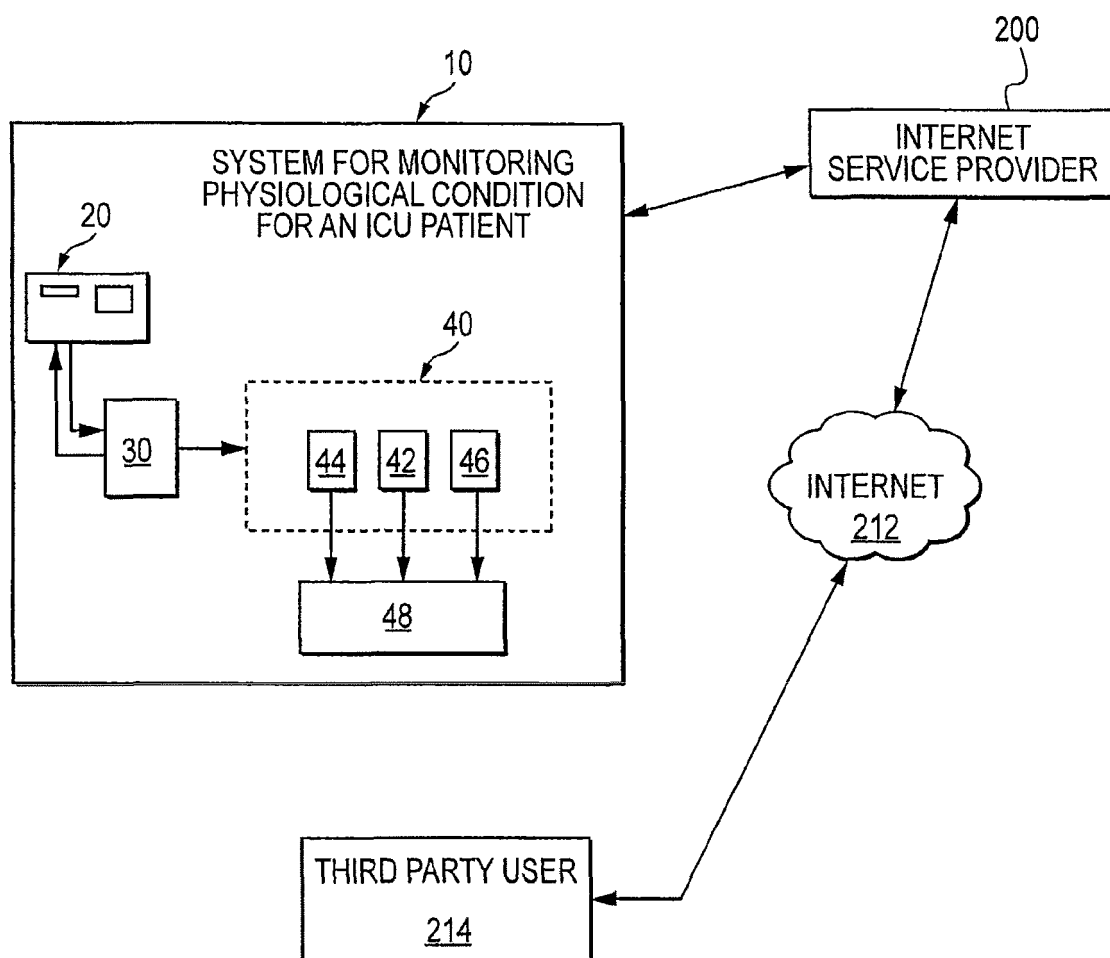 200
10
INTERNET
SERVICE PROVIDER
SYSTEM FOR MONITORING
PHYSIOLOGICAL CONDITION
FOR AN ICU PATIENT
20
40
30
44 42 46
48
INTERNET
212
THIRD PARTY USER
214